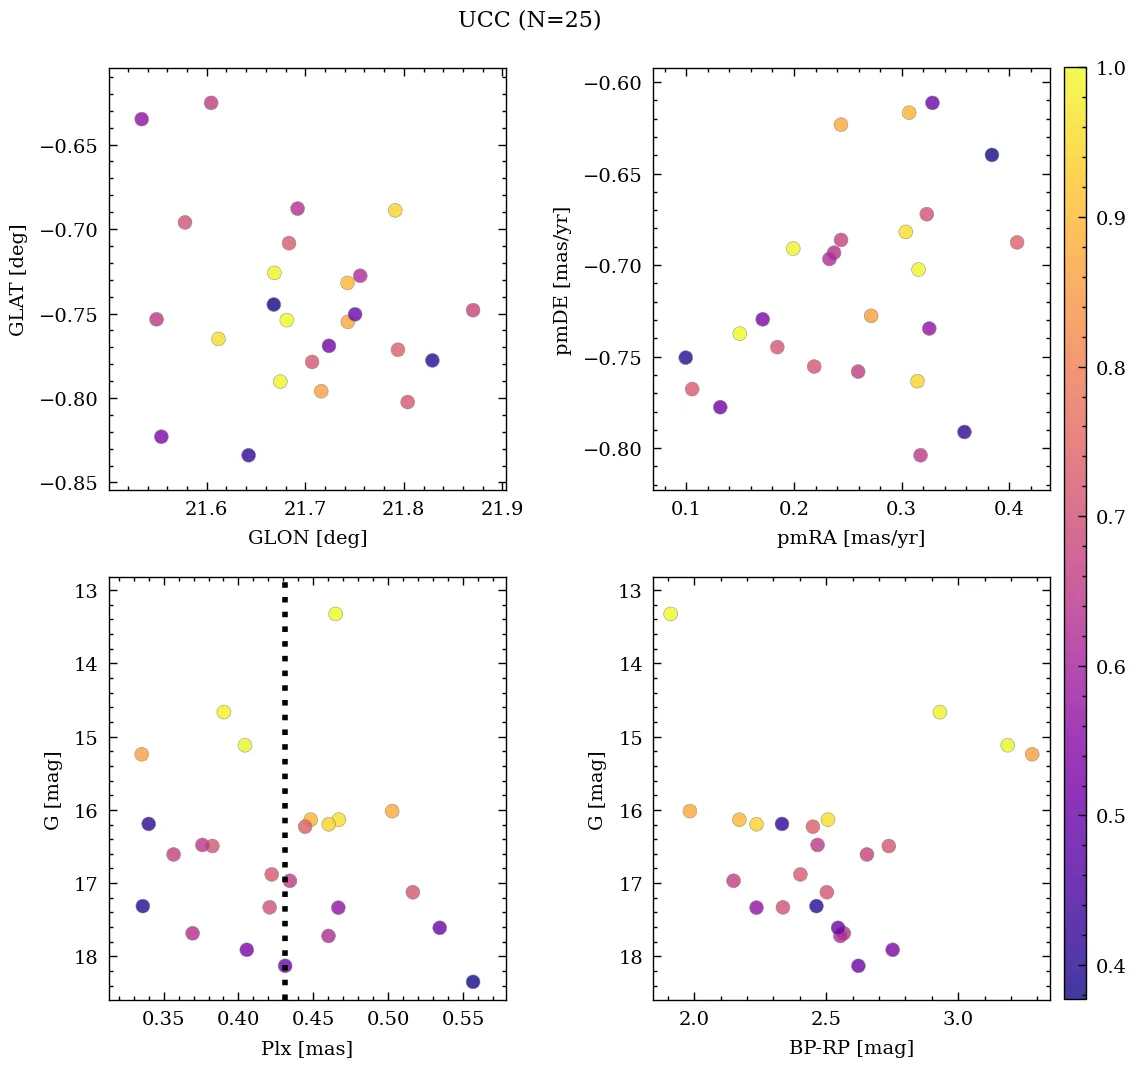 UCC (N=25)
−0.65
−0.70
−0.75
−0.80
−0.85
GLAT [deg]
21.6 21.7 21.8 21.9
GLON [deg]
−0.60
−0.65
−0.70
−0.75
−0.80
pmDE [mas/yr]
0.1 0.2 0.3 0.4
pmRA [mas/yr]
13
14
15
16
17
18
G [mag]
0.35 0.40 0.45 0.50 0.55
Plx [mas]
13
14
15
16
17
18
G [mag]
2.0 2.5 3.0
BP-RP [mag]
1.0
0.9
0.8
0.7
0.6
0.5
0.4